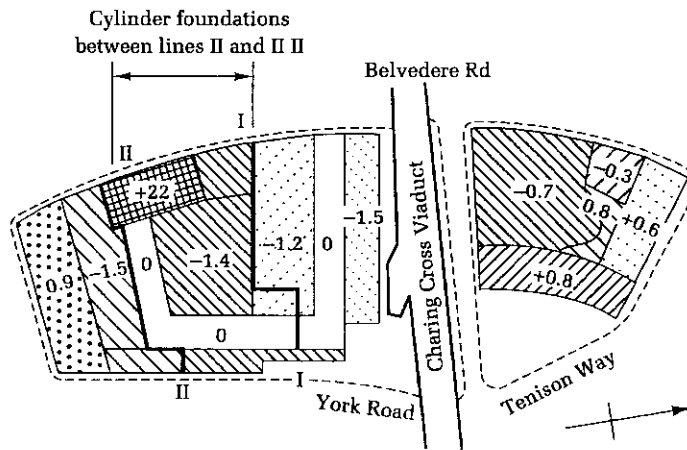 Cylinder foundations
between lines II and II II
Belvedere Rd
I
II
+22
−0.3
−0.7
0.8
+0.6
−1.5
−1.2
0
−1.4
0
−1.5
0.9
+0.8
0
Charing Cross Viaduct
II
I
York Road
Tenison Way